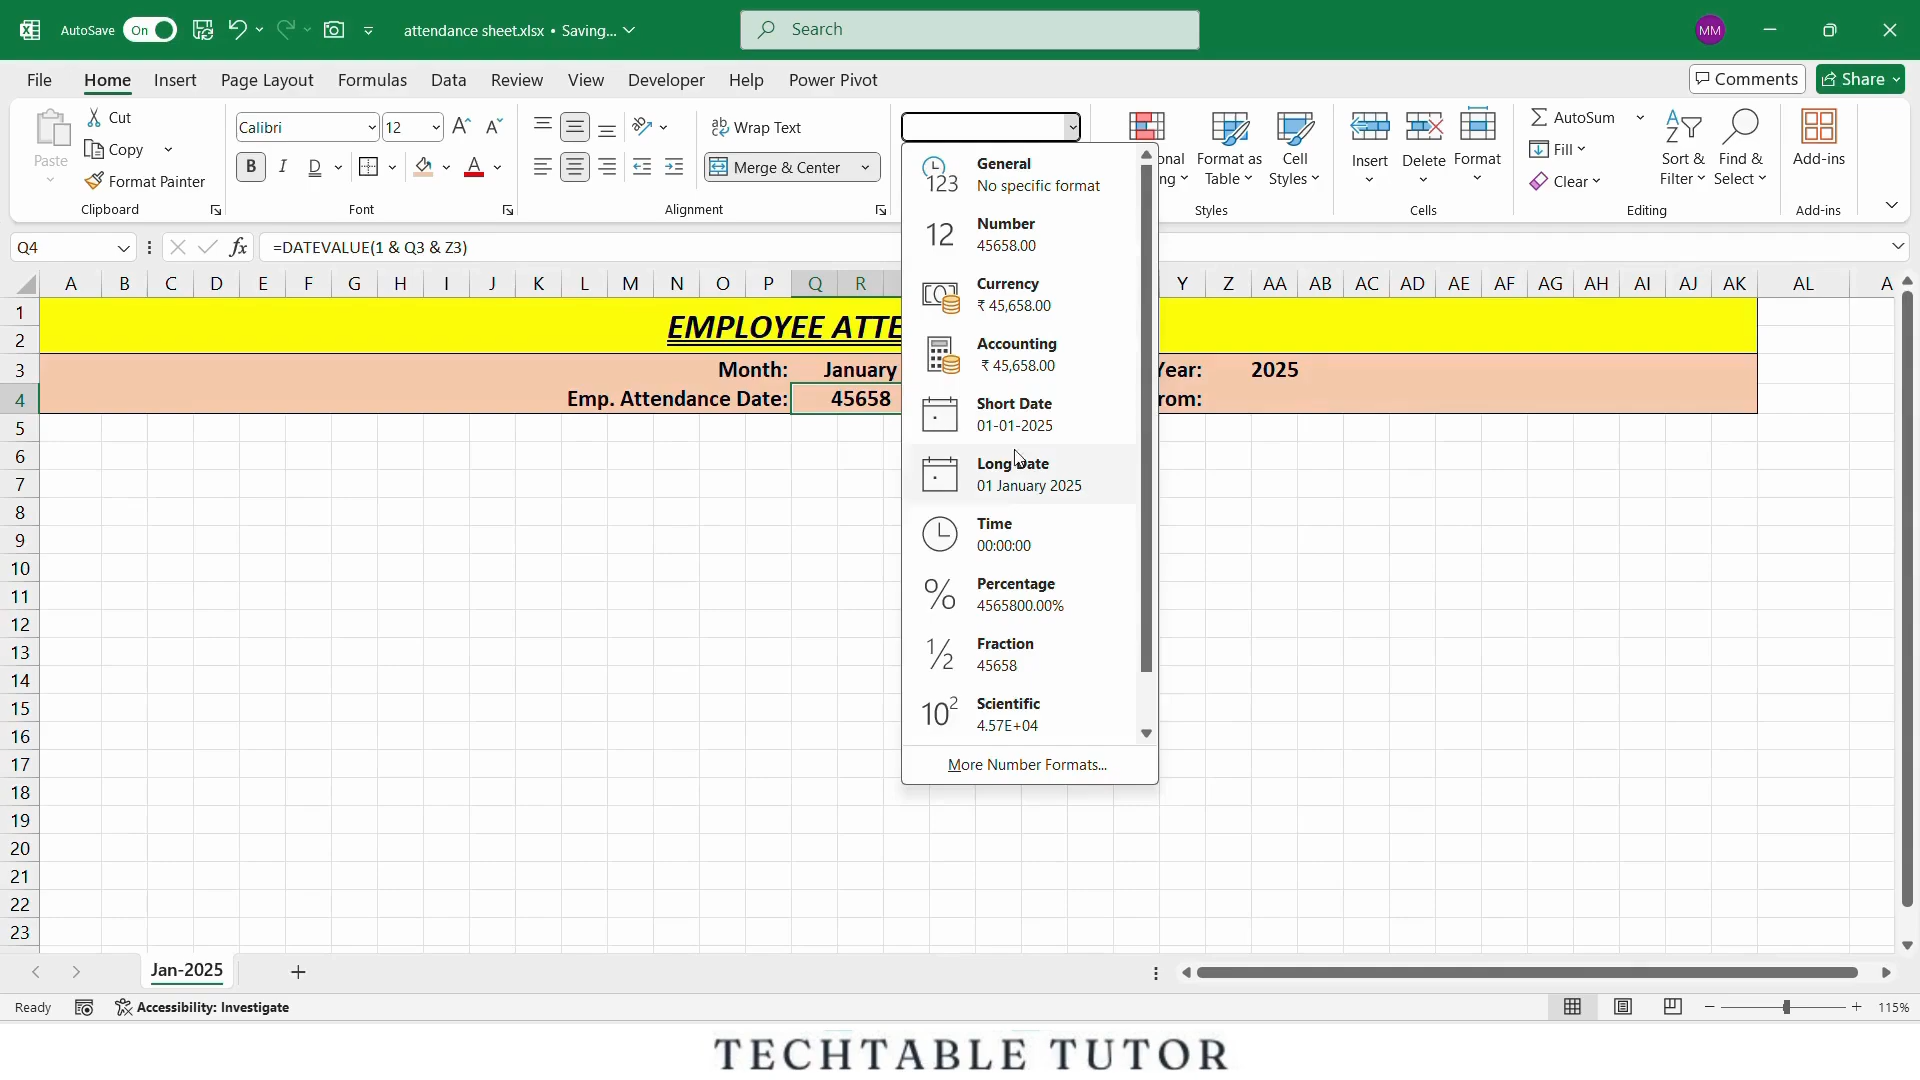 AutoSave On attendance sheet.xlsx • Saving... Search MM
File Home Insert Page Layout Formulas Data Review View Developer Help Power Pivot Comments Share
Paste
Cut
Copy
Format Painter
Clipboard
Calibri 12
B I D A
Font
ab Wrap Text
Merge & Center
Alignment
onal
ng
Format as
Table
Cell
Styles
Styles
Insert Delete Format
Cells
AutoSum
Fill
Clear
Sort &
Filter
Find &
Select
Editing
Add-ins
Add-ins
Q4 fx =DATEVALUE(1 & Q3 & Z3)
General
No specific format
Number
45658.00
Currency
₹ 45,658.00
Accounting
₹ 45,658.00
Short Date
01-01-2025
Long Date
01 January 2025
Time
00:00:00
Percentage
4565800.00%
Fraction
45658
Scientific
4.57E+04
More Number Formats...
A B C D E F G H I J K L M N O P Q R Y Z AA AB AC AD AE AF AG AH AI AJ AK AL A
1
2
EMPLOYEE ATTE
3 Month: January Year: 2025
4 Emp. Attendance Date: 45658 rom:
5
6
7
8
9
10
11
12
13
14
15
16
17
18
19
20
21
22
23
Jan-2025
Ready Accessibility: Investigate 115%
TECHTABLE TUTOR